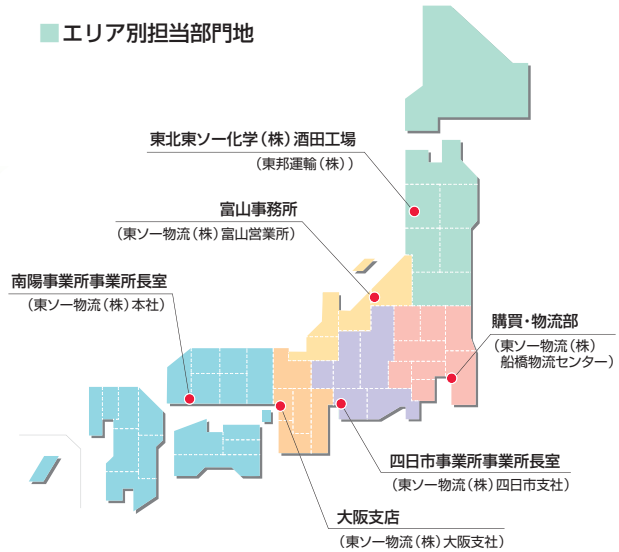 エリア別担当部門地
東北東ソー化学（株）酒田工場
（東邦運輸（株））
富山事務所
（東ソー物流（株）富山営業所）
南陽事業所事業所長室
（東ソー物流（株）本社）
購買・物流部
（東ソー物流（株）
船橋物流センター）
四日市事業所事業所長室
（東ソー物流（株）四日市支社）
大阪支店
（東ソー物流（株）大阪支社）